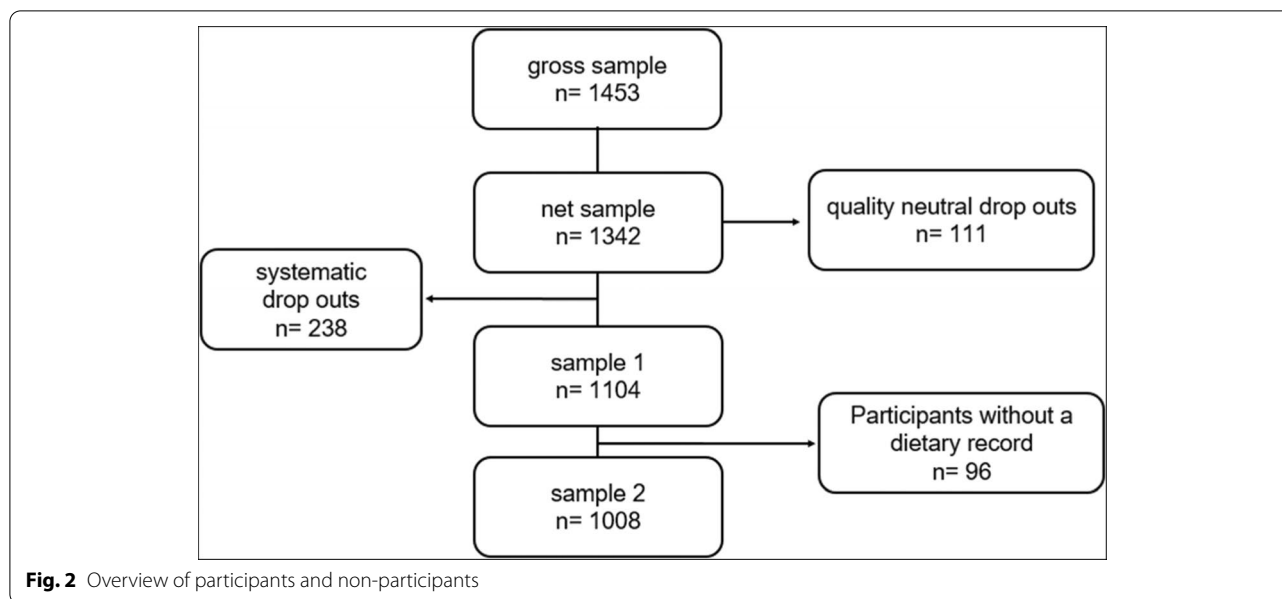 gross sample
n= 1453
net sample
n= 1342
quality neutral drop outs
n= 111
systematic
drop outs
n= 238
sample 1
n= 1104
Participants without a
dietary record
n= 96
sample 2
n= 1008
Fig. 2 Overview of participants and non-participants